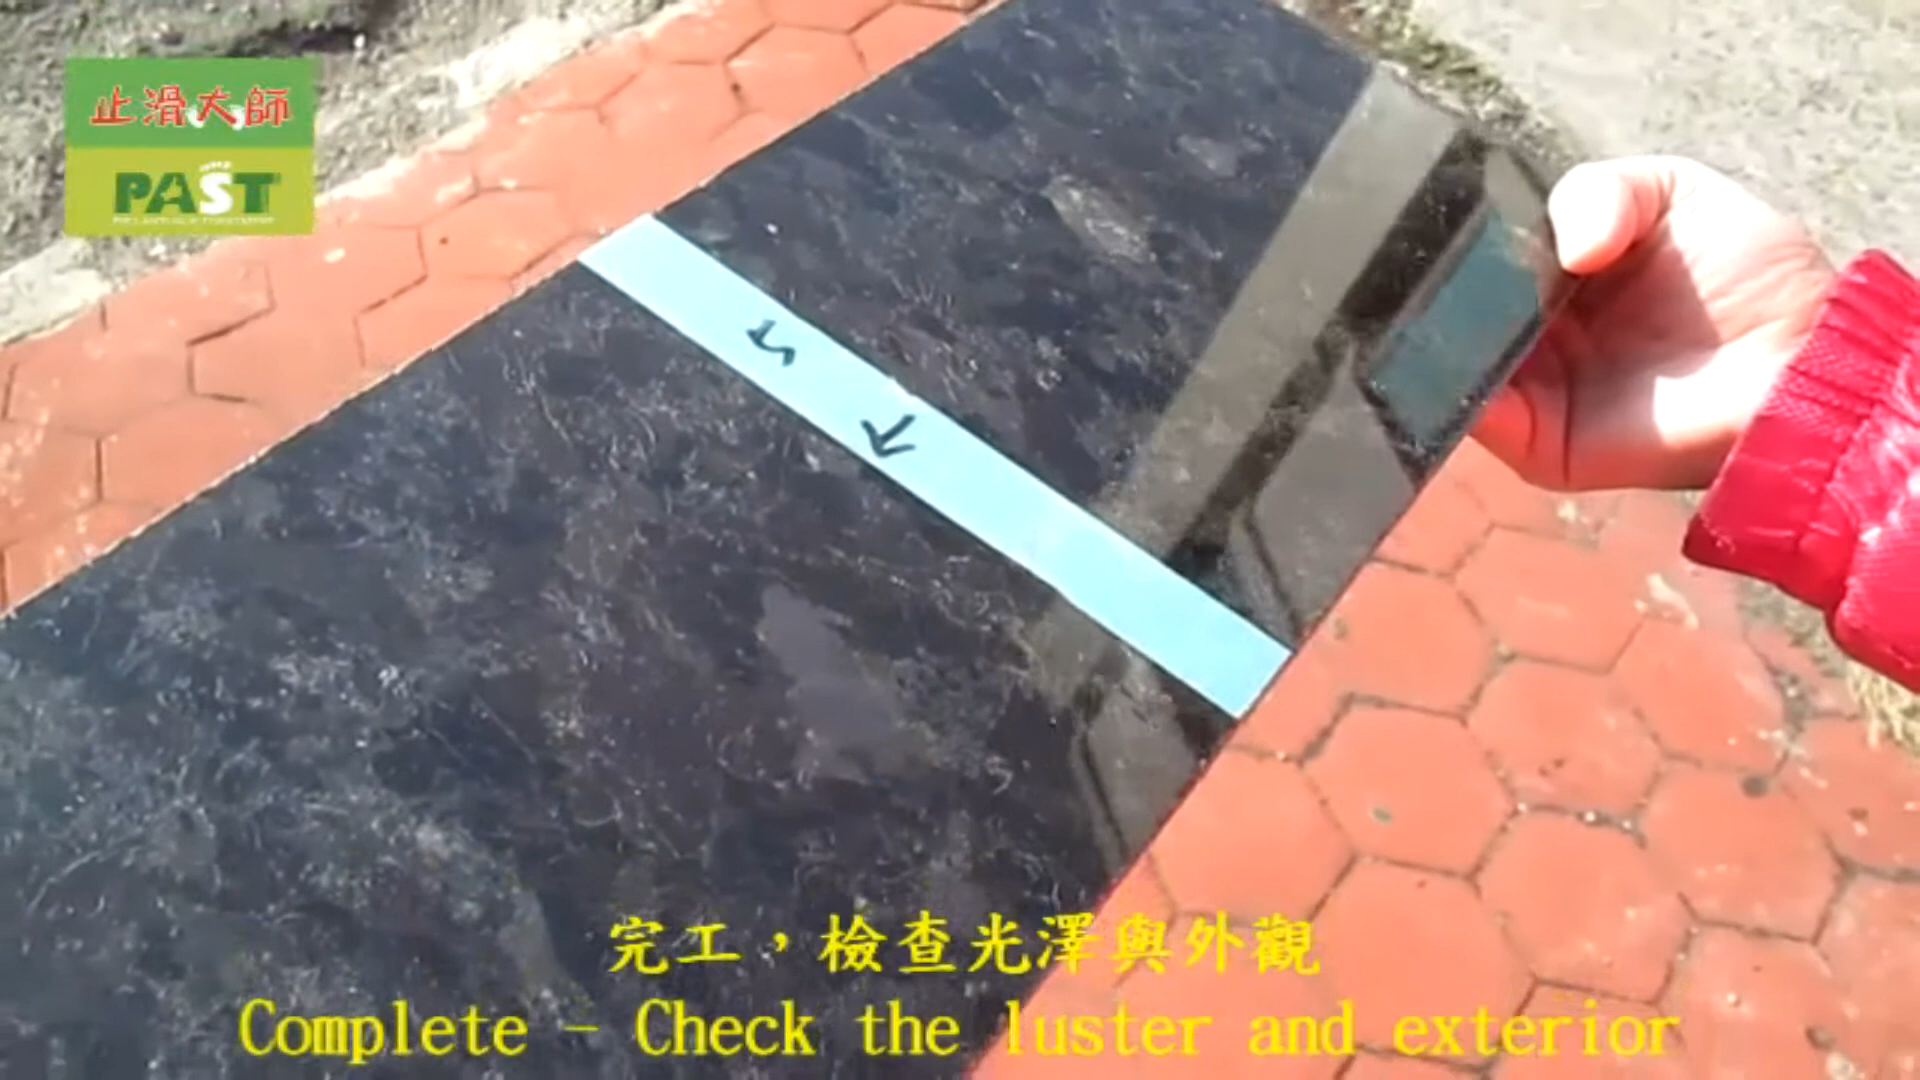 止滑大師
PAST
完工，檢查光澤與外觀
Complete - Check the luster and exterior